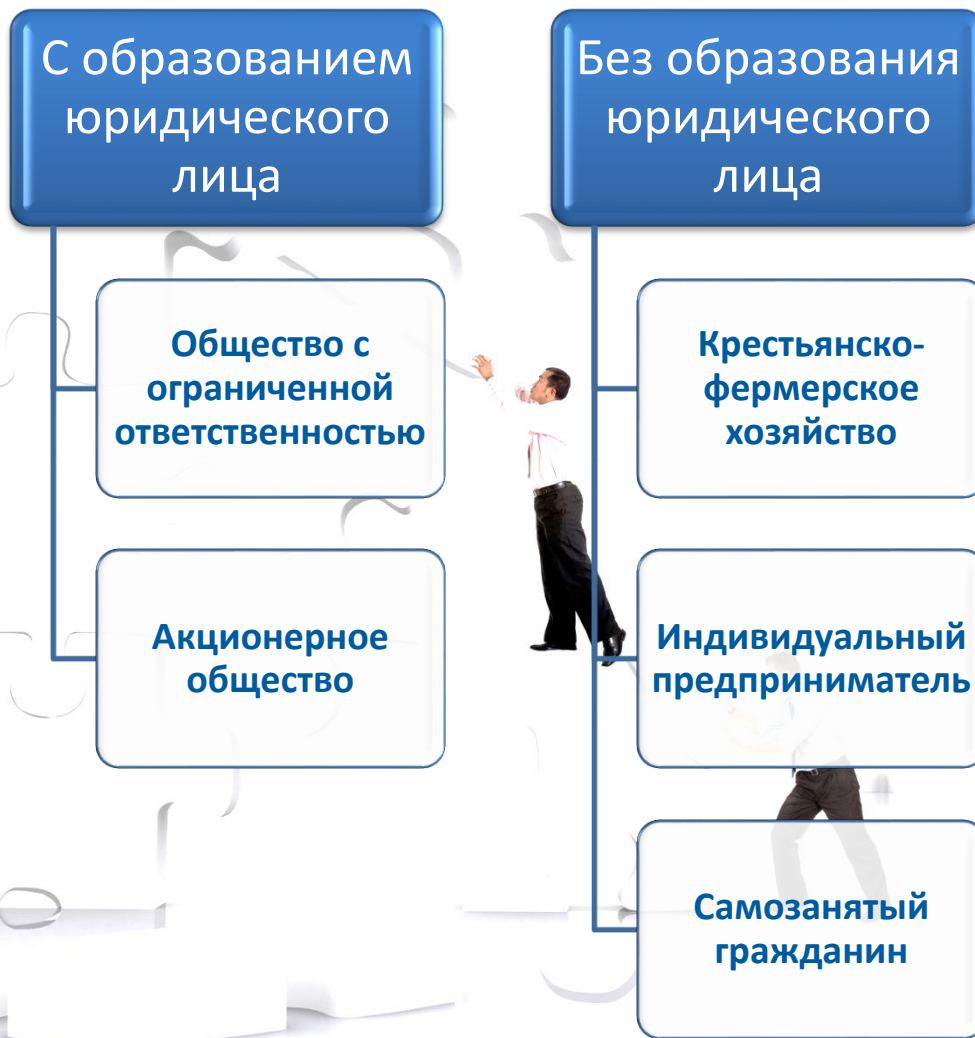 С образованием
юридического
лица
Общество с
ограниченной
ответственностью
Акционерное
общество
Без образования
юридического
лица
Крестьянско-
фермерское
хозяйство
Индивидуальный
предприниматель
Самозанятый
гражданин